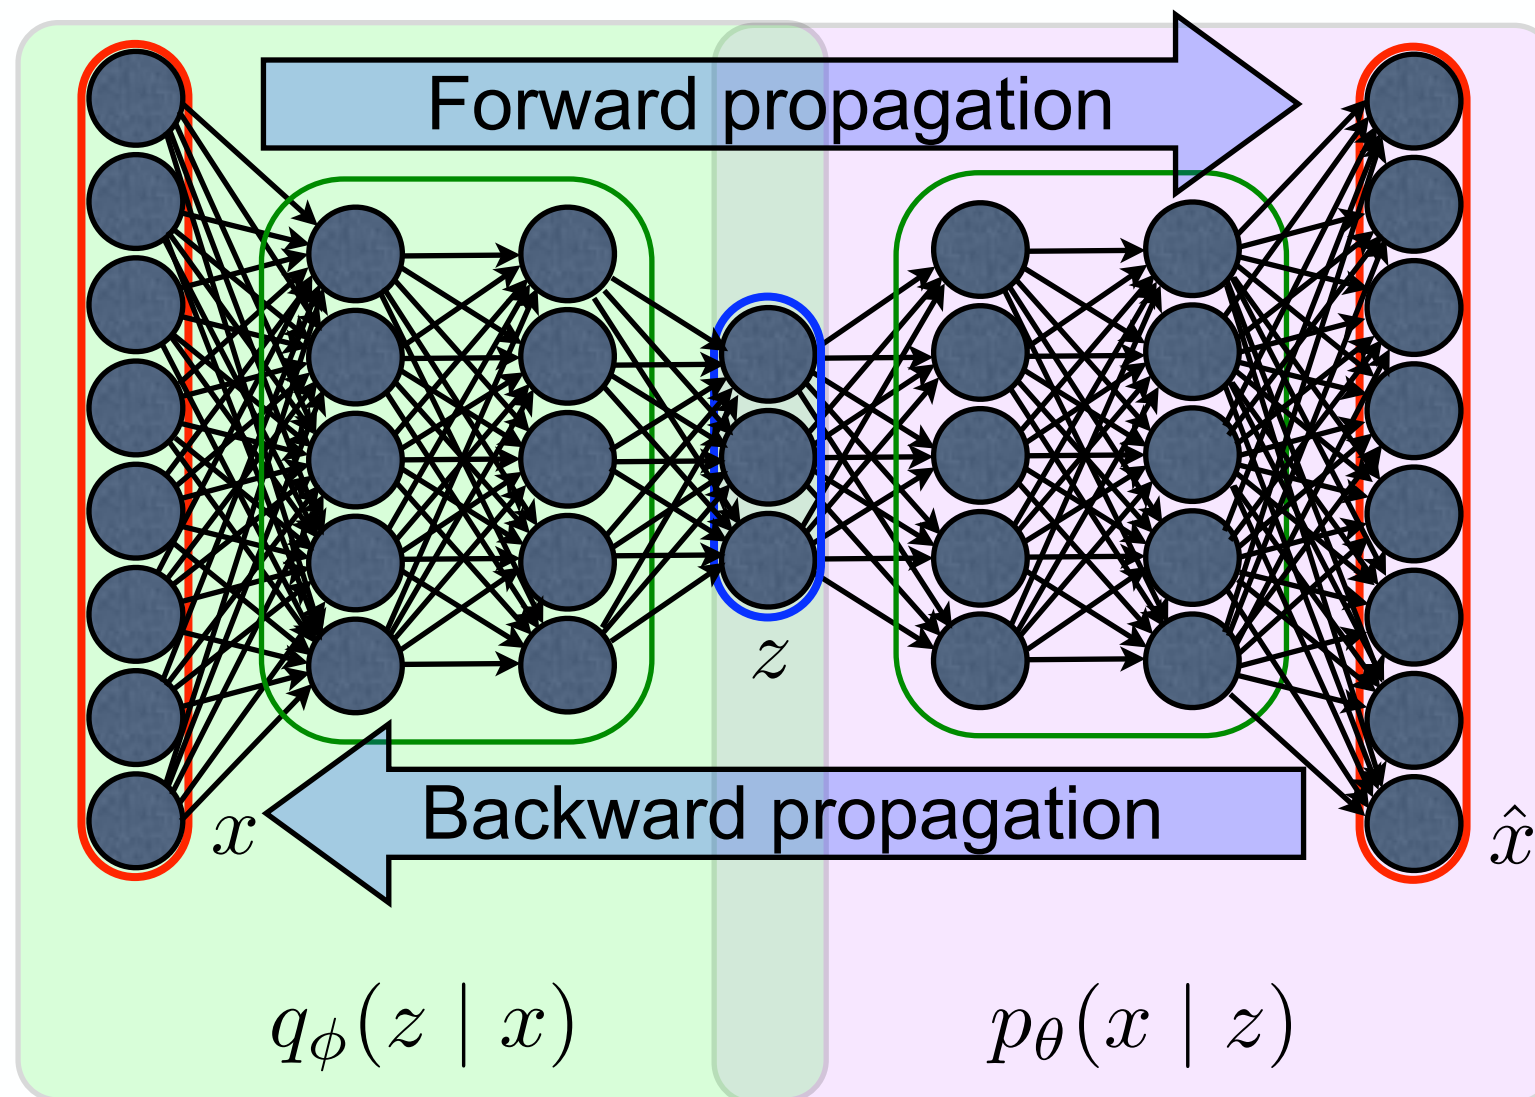 Forward propagation
z
Backward propagation
x
x̂
qϕ(z | x)
pθ(x | z)